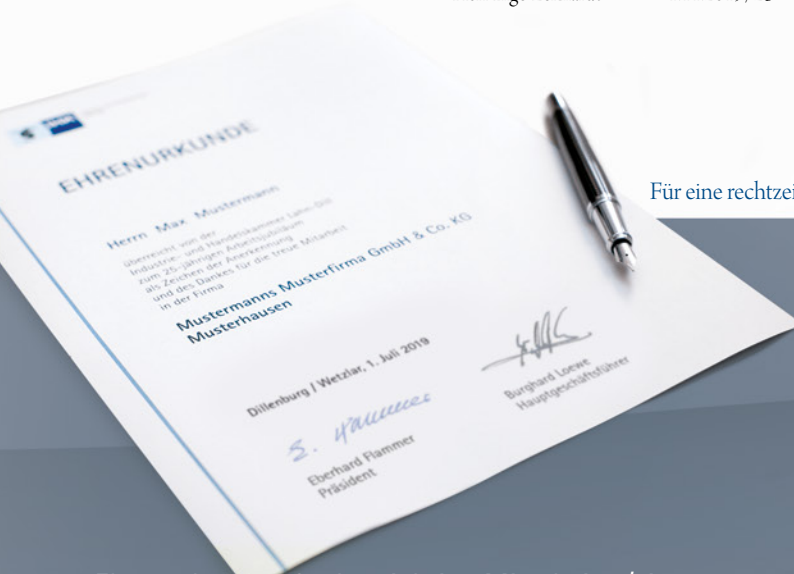 Für eine rechtzei
IHK
EHRENURKUNDE
Herrn Max Mustermann
überreicht von der
Industrie- und Handelskammer Lahn-Dill
zum 25-jährigen Arbeitsjubiläum
als Zeichen der Anerkennung
und des Dankes für die treue Mitarbeit
in der Firma
Mustermanns Musterfirma GmbH & Co. KG
Musterhausen
Dillenburg / Wetzlar, 1. Juli 2019
E. Flammer
Eberhard Flammer
Präsident
Burghard Loewe
Hauptgeschäftsführer